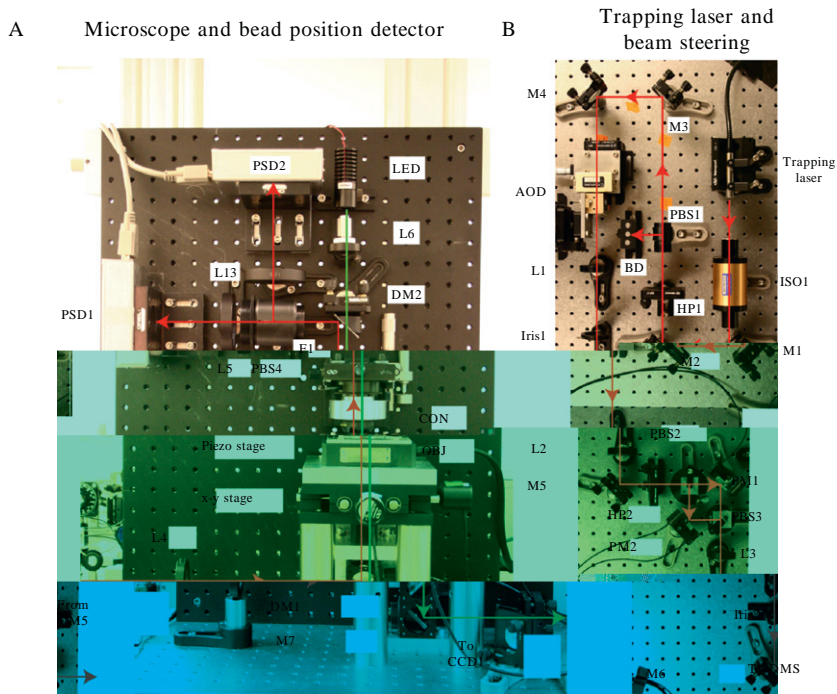 A
Microscope and bead position detector
B
Trapping laser and
beam steering
PSD2
LED
L6
L13
DM2
PSD1
F1
L5
PBS4
CON
Piezo stage
OBJ
x-y stage
L4
From
DM1
M7
To
CCD1
M4
M3
Trapping
laser
AOD
PBS1
L1
BD
HP1
ISO1
Iris1
M2
M1
PBS2
L2
M5
PM1
HP2
PBS3
PM2
L3
M6